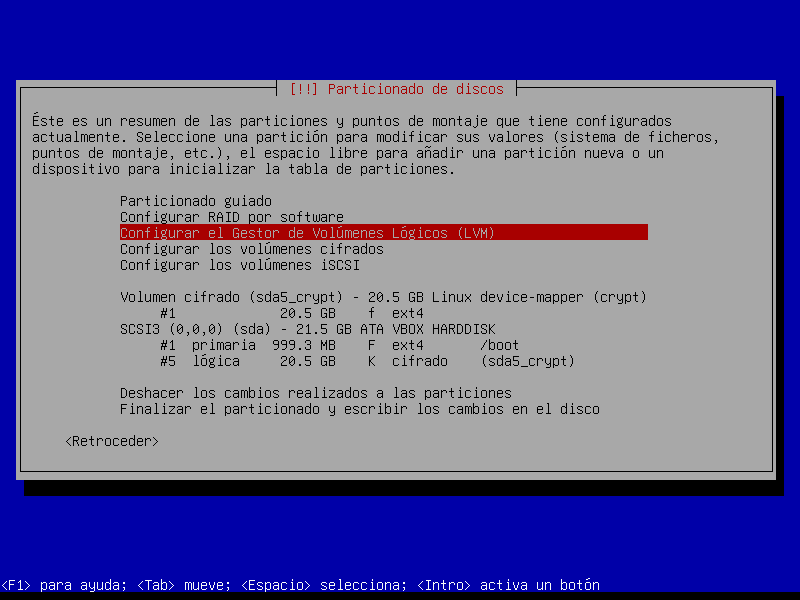 [!!] Particionado de discos
Éste es un resumen de las particiones y puntos de montaje que tiene configurados
actualmente. Seleccione una partición para modificar sus valores (sistema de ficheros,
puntos de montaje, etc.), el espacio libre para añadir una partición nueva o un
dispositivo para inicializar la tabla de particiones.
Particionado guiado
Configurar RAID por software
Configurar el Gestor de Volúmenes Lógicos (LVM)
Configurar los volúmenes cifrados
Configurar los volúmenes iSCSI
Volumen cifrado (sda5_crypt) - 20.5 GB Linux device-mapper (crypt)
#1 20.5 GB f ext4
SCSI3 (0,0,0) (sda) - 21.5 GB ATA VBOX HARDDISK
#1 primaria 999.3 MB F ext4 /boot
#5 lógica 20.5 GB K cifrado (sda5_crypt)
Deshacer los cambios realizados a las particiones
Finalizar el particionado y escribir los cambios en el disco
<Retroceder>
<F1> para ayuda; <Tab> mueve; <Espacio> selecciona; <Intro> activa un botón